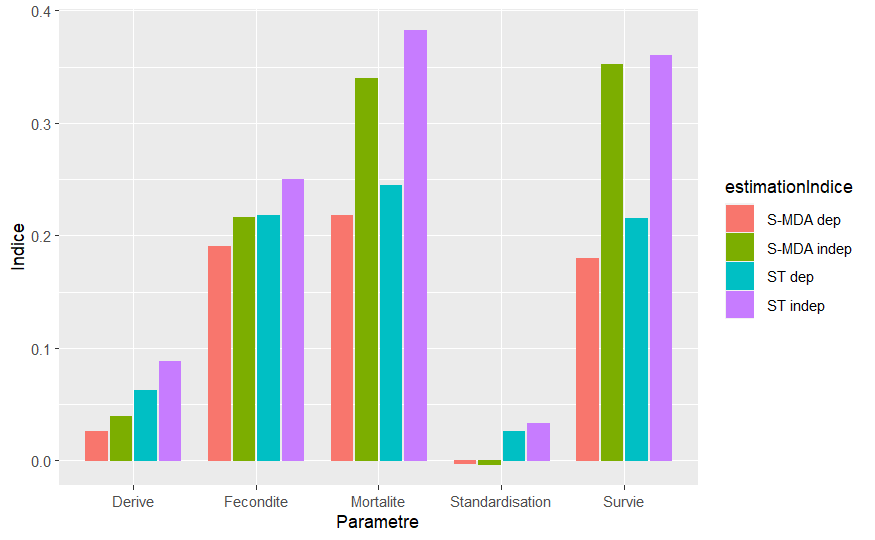 0.4
0.3
0.2
0.1
0.0
Indice
Derive
Fecondite
Mortalite
Standardisation
Survie
Parametre
estimationIndice
S-MDA dep
S-MDA indep
ST dep
ST indep